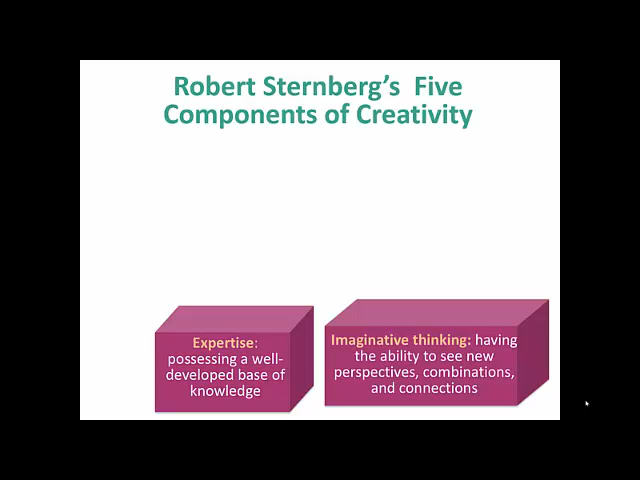 Robert Sternberg’s  Five
Components of Creativity
Expertise:
possessing a well-
developed base of
knowledge
Imaginative thinking: having
the ability to see new
perspectives, combinations,
and connections